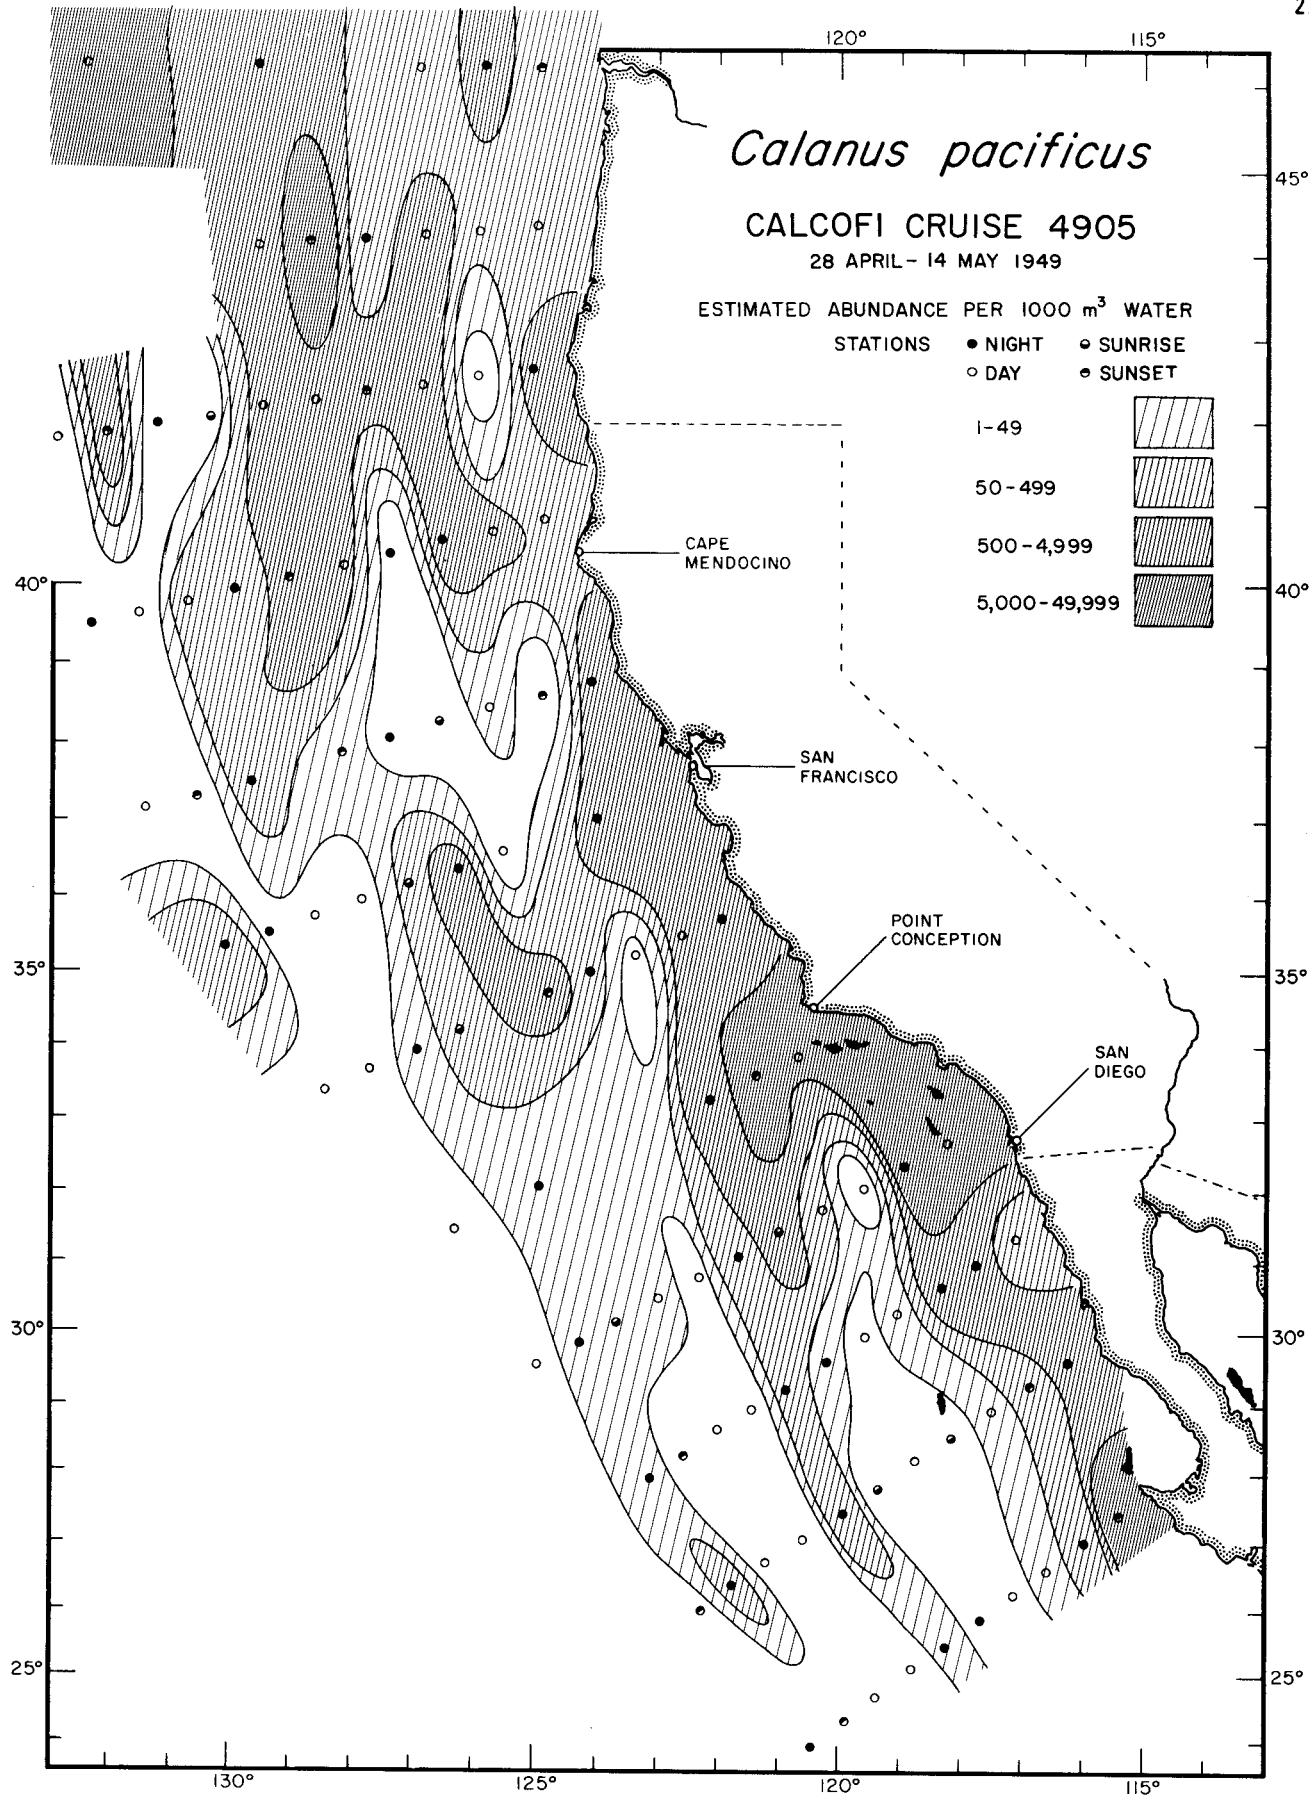 2
120° 115°
Calanus pacificus
45°
CALCOFI CRUISE 4905
28 APRIL – 14 MAY 1949
ESTIMATED ABUNDANCE PER 1000 m³ WATER
STATIONS ● NIGHT ◒ SUNRISE
○ DAY ◓ SUNSET
1-49
50-499
500-4,999
5,000-49,999
CAPE
MENDOCINO
40° 40°
SAN
FRANCISCO
POINT
CONCEPTION
35° 35°
SAN
DIEGO
30° 30°
25° 25°
130° 125° 120° 115°